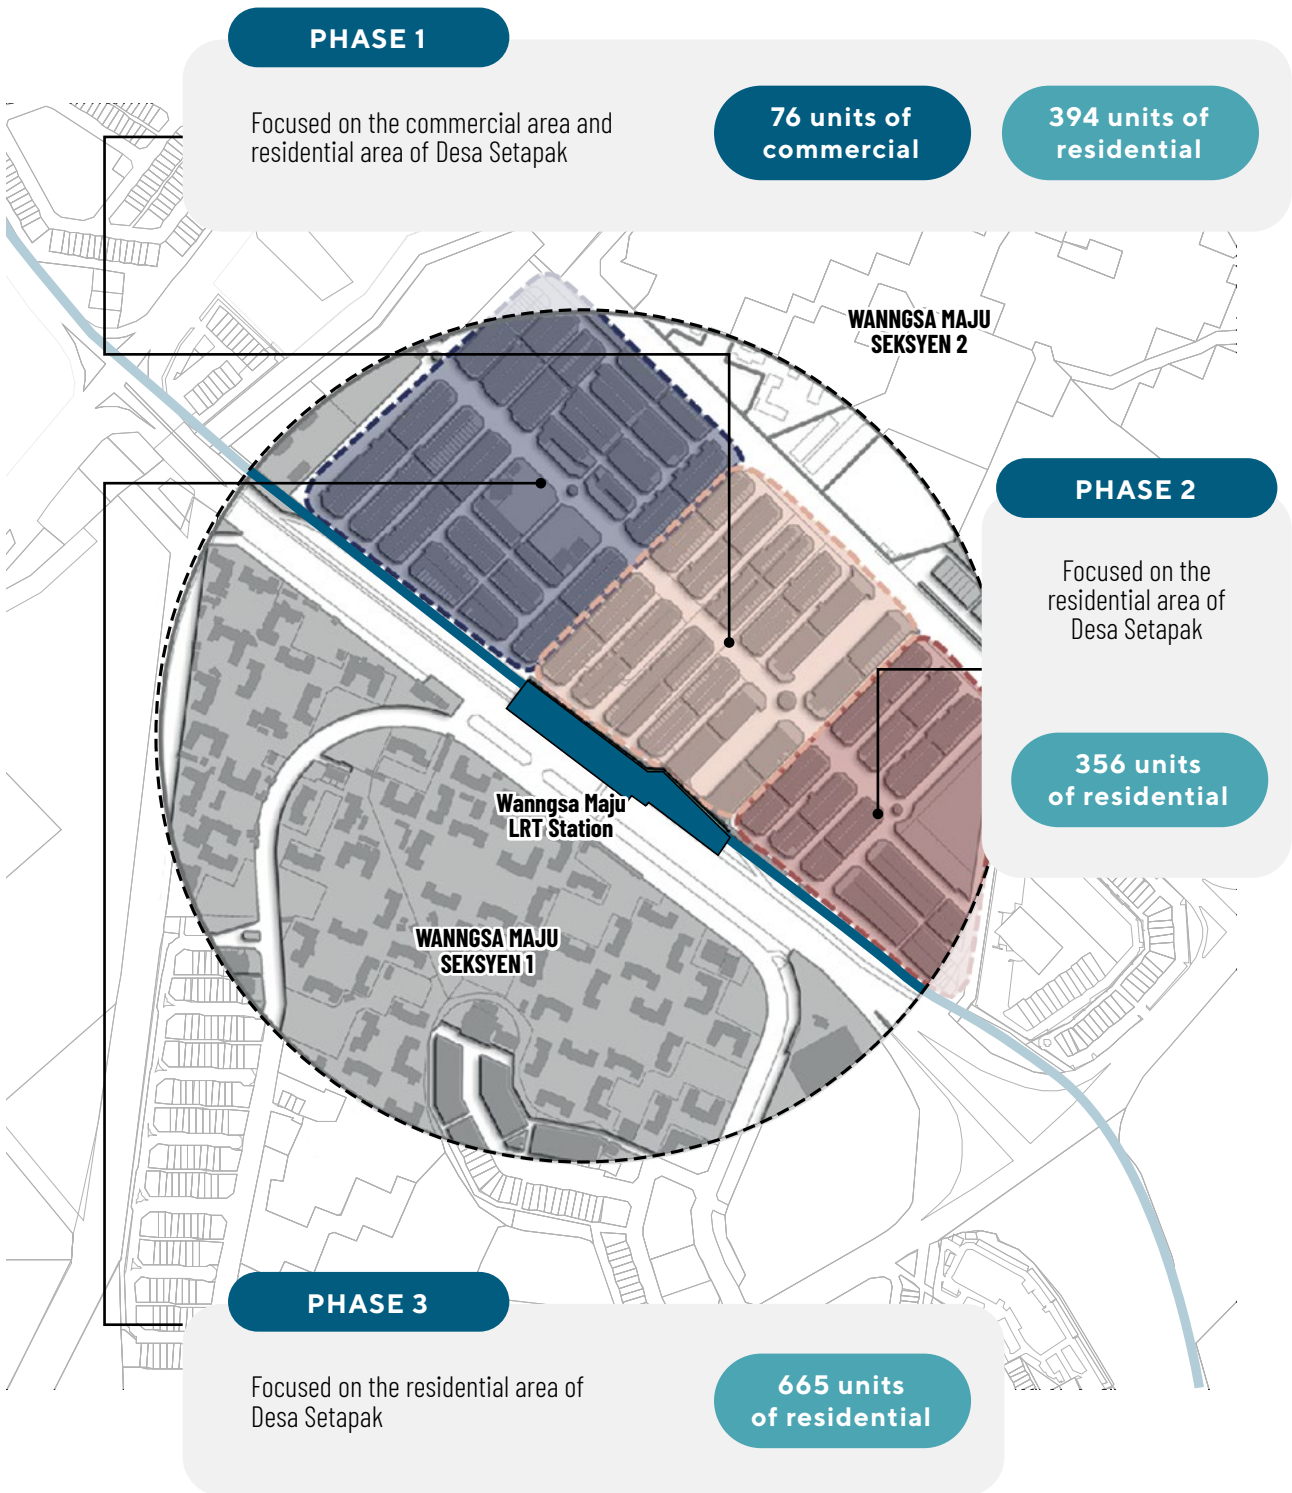 PHASE 1
Focused on the commercial area and
residential area of Desa Setapak
76 units of
commercial
394 units of
residential
WANNGSA MAJU
SEKSYEN 2
PHASE 2
Focused on the
residential area of
Desa Setapak
356 units
of residential
Wanngsa Maju
LRT Station
WANNGSA MAJU
SEKSYEN 1
PHASE 3
Focused on the residential area of
Desa Setapak
665 units
of residential